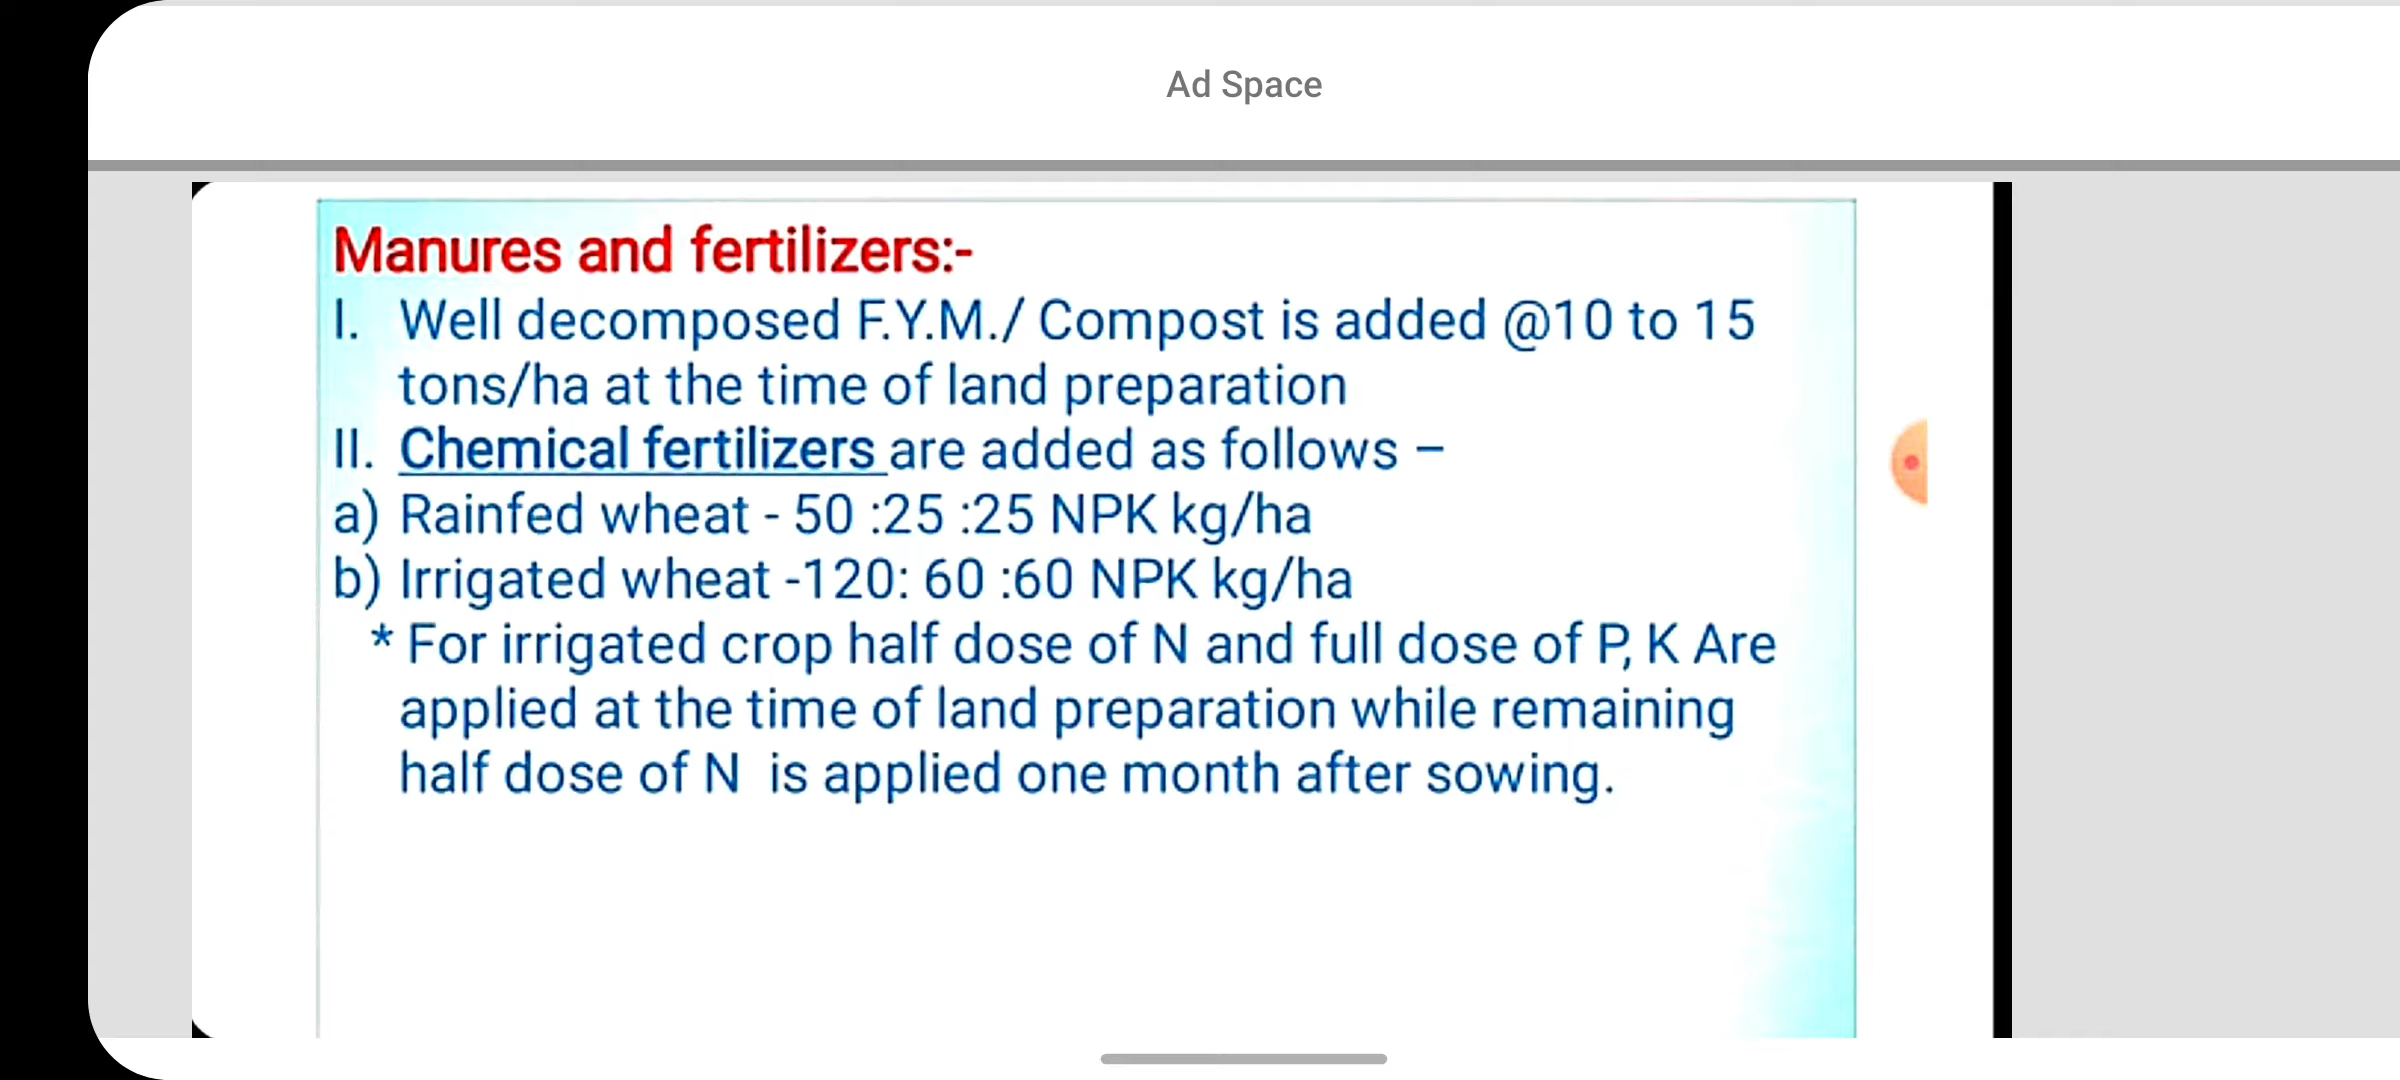 Ad Space
Manures and fertilizers:-
I. Well decomposed F.Y.M./ Compost is added @10 to 15
tons/ha at the time of land preparation
II. Chemical fertilizers are added as follows –
a) Rainfed wheat - 50 :25 :25 NPK kg/ha
b) Irrigated wheat -120: 60 :60 NPK kg/ha
* For irrigated crop half dose of N and full dose of P, K Are
applied at the time of land preparation while remaining
half dose of N  is applied one month after sowing.